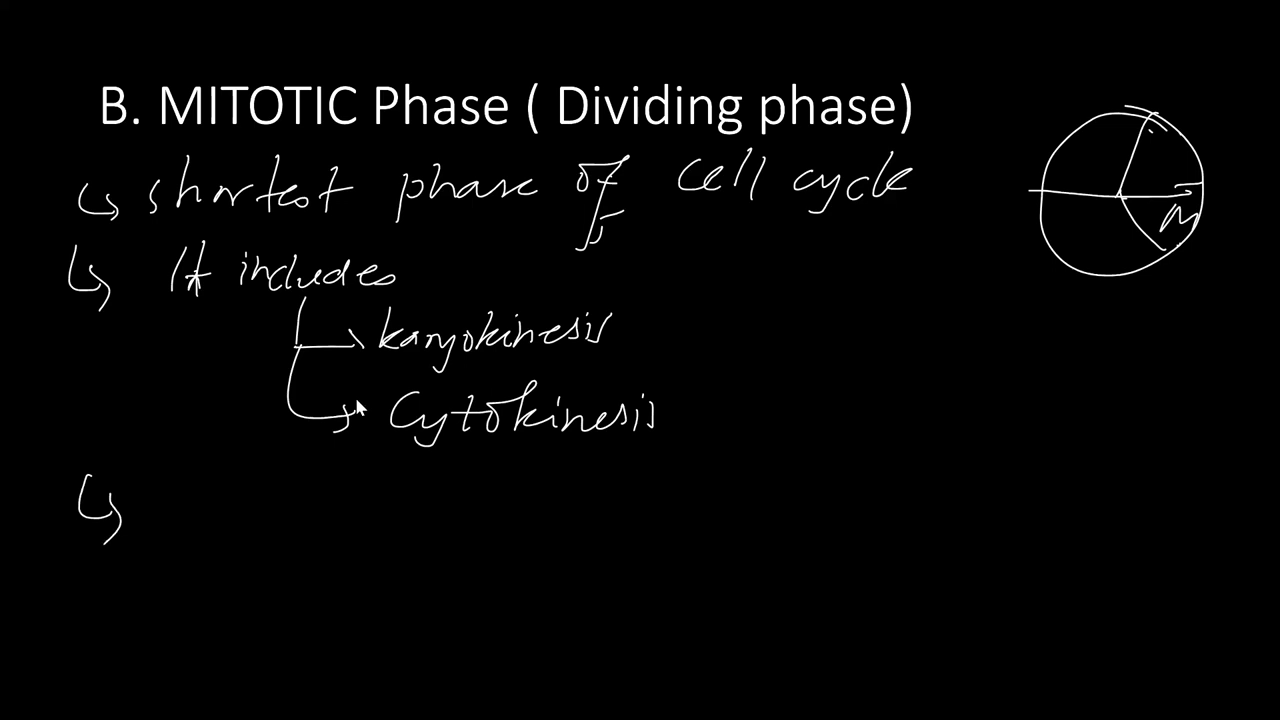 B. MITOTIC Phase ( Dividing phase)
shortest phase of cell cycle
It includes
karyokinesis
Cytokinesis
M